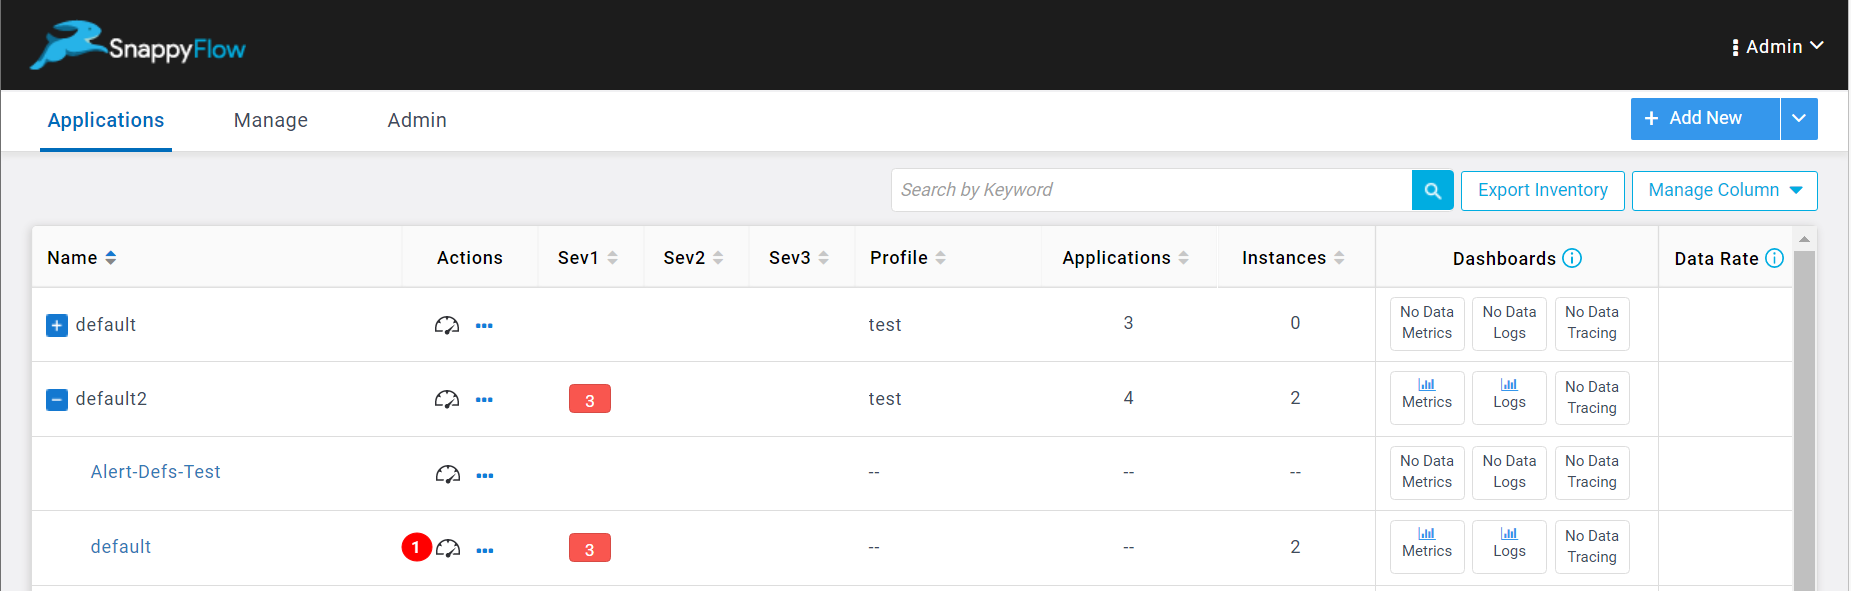 SnappyFlow
Admin
Applications Manage Admin
+ Add New
Search by Keyword Export Inventory Manage Column
Name Actions Sev1 Sev2 Sev3 Profile Applications Instances Dashboards Data Rate
default test 3 0 No Data Metrics No Data Logs No Data Tracing
default2 3 test 4 2 Metrics Logs No Data Tracing
Alert-Defs-Test -- -- -- No Data Metrics No Data Logs No Data Tracing
default 1 3 -- -- 2 Metrics Logs No Data Tracing